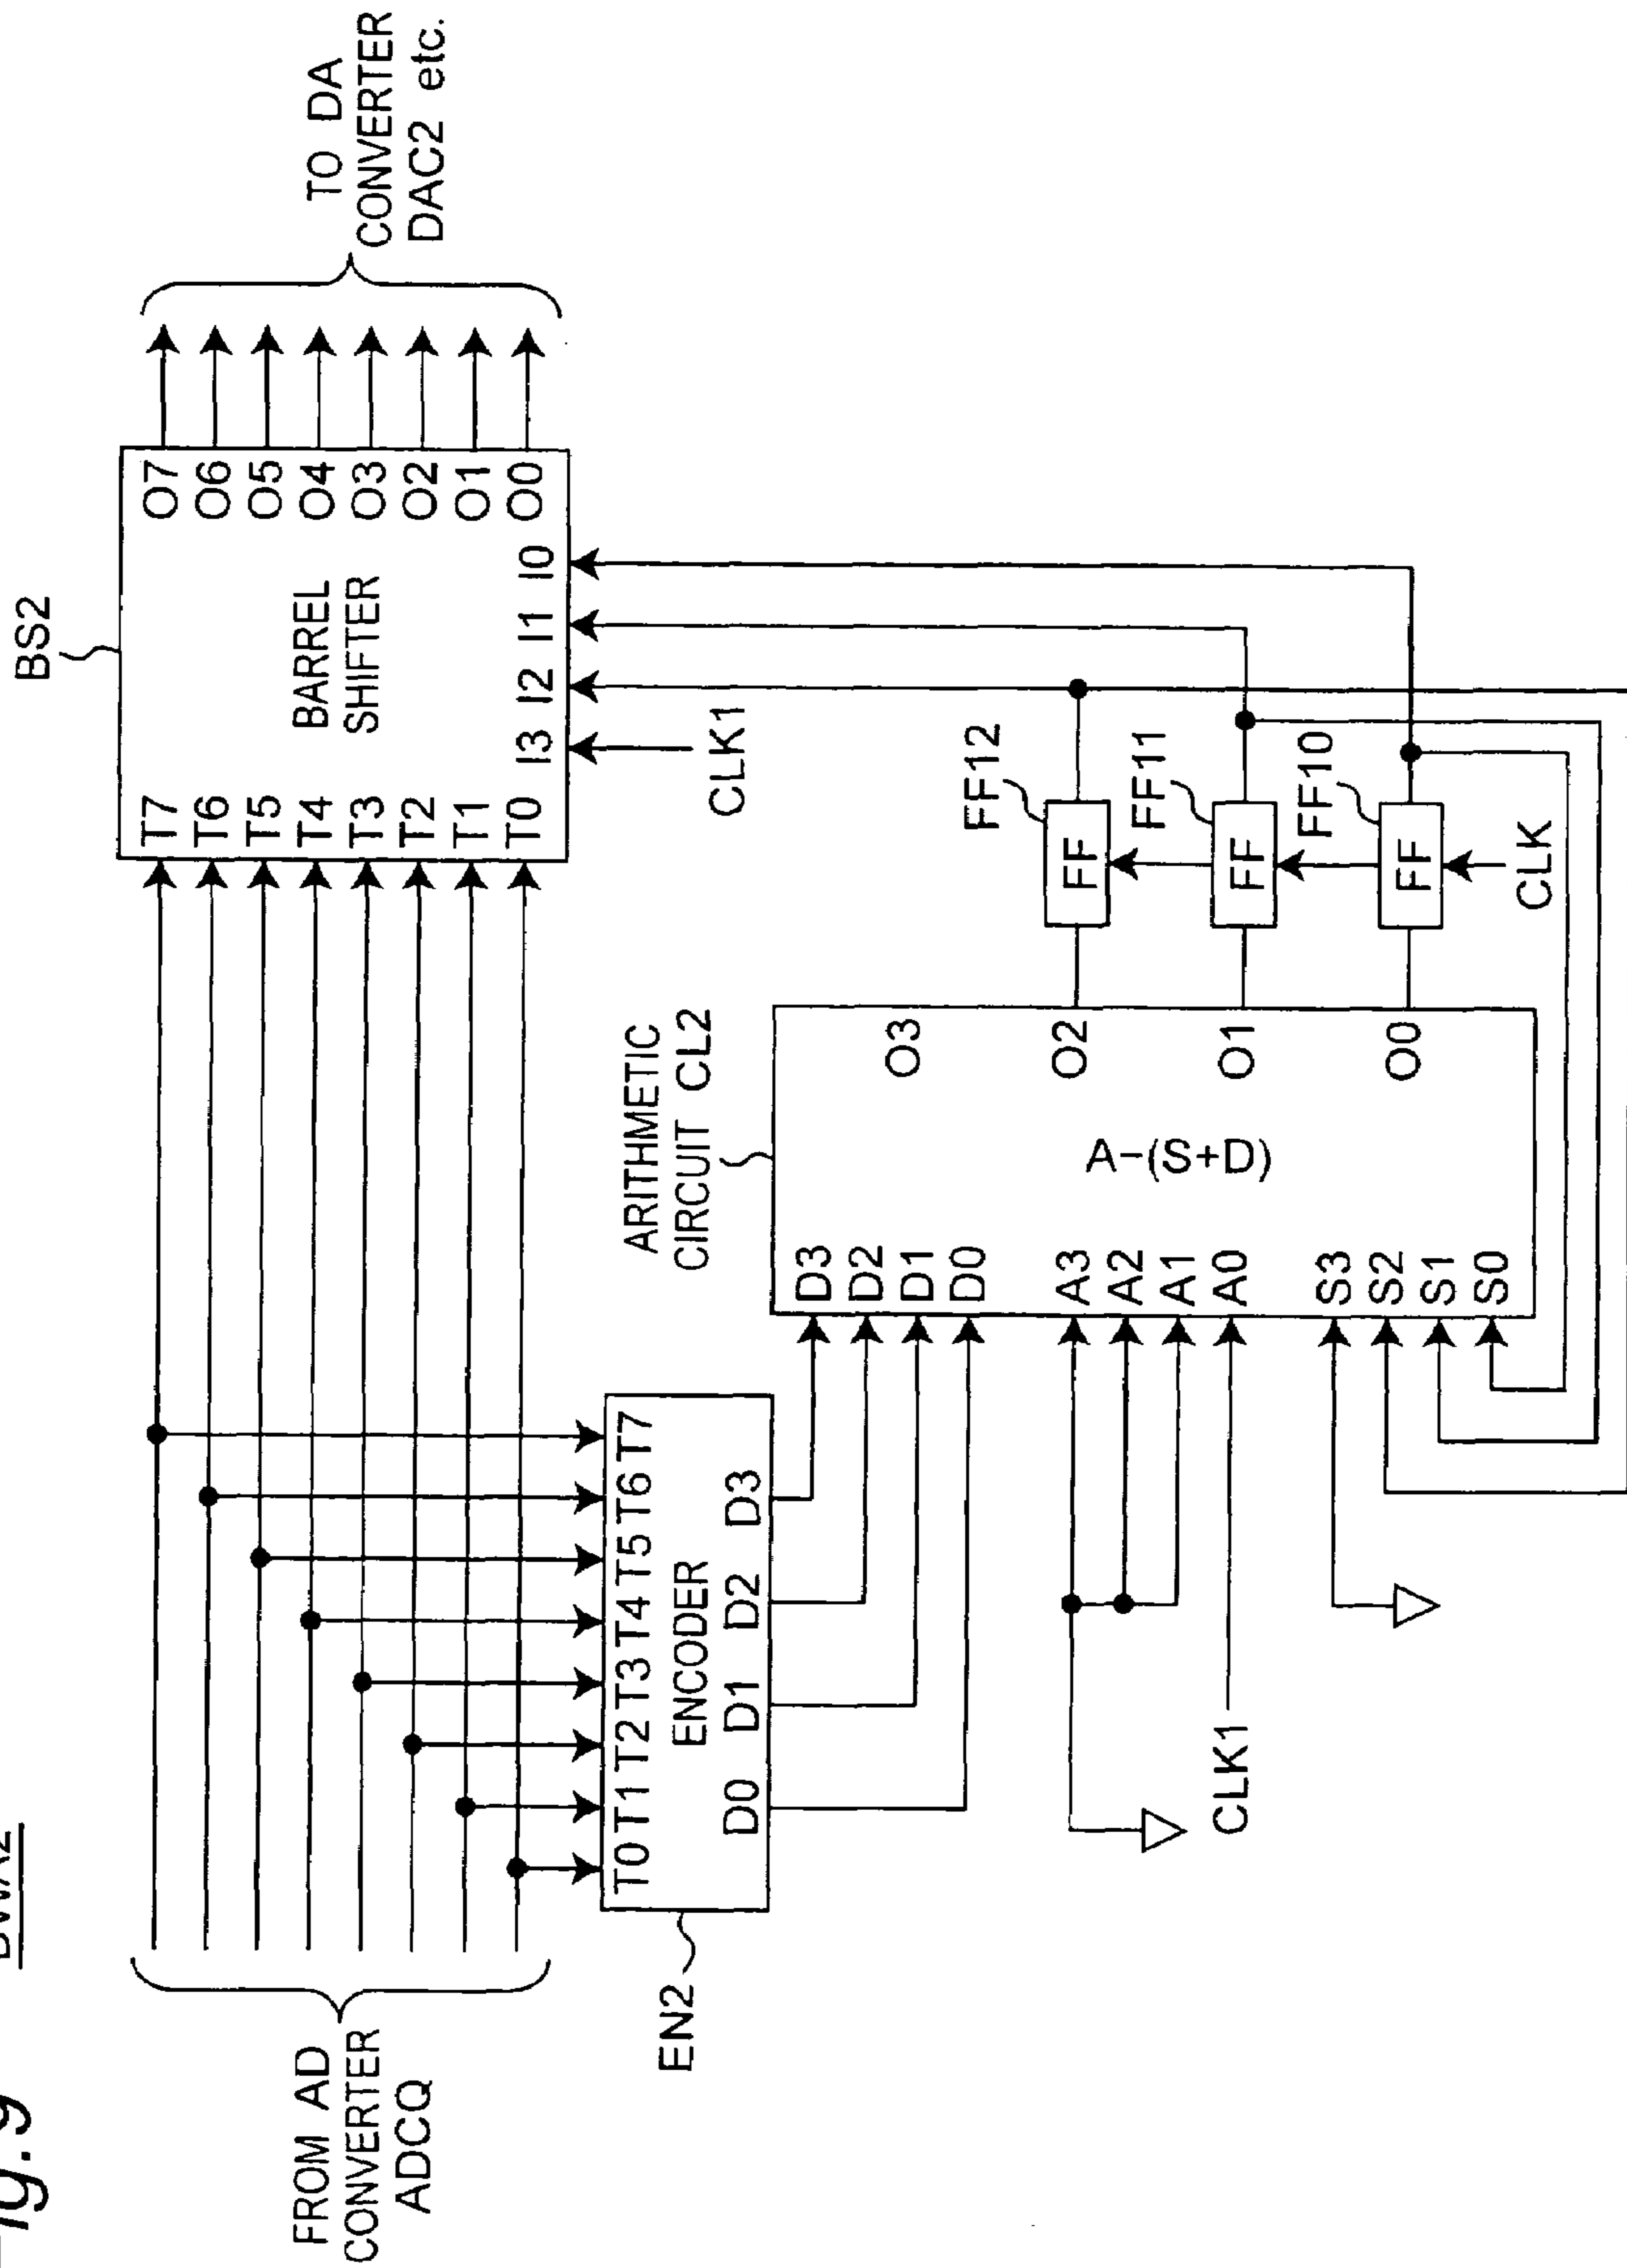 Fig. 9
DWA2
FROM AD
CONVERTER
ADCQ
TO DA
CONVERTER
DAC2 etc.
BS2
T7
T6
T5
T4
T3
T2
T1
T0
BARREL
SHIFTER
O7
O6
O5
O4
O3
O2
O1
O0
I3 I2 I1 I0
CLK1
EN2
T0 T1 T2 T3 T4 T5 T6 T7
ENCODER
D0 D1 D2 D3
ARITHMETIC
CIRCUIT CL2
D3
D2
D1
D0
A3
A2
A1
A0
S3
S2
S1
S0
A-(S+D)
O3
O2
O1
O0
CLK1
FF12
FF
FF11
FF
FF10
FF
CLK